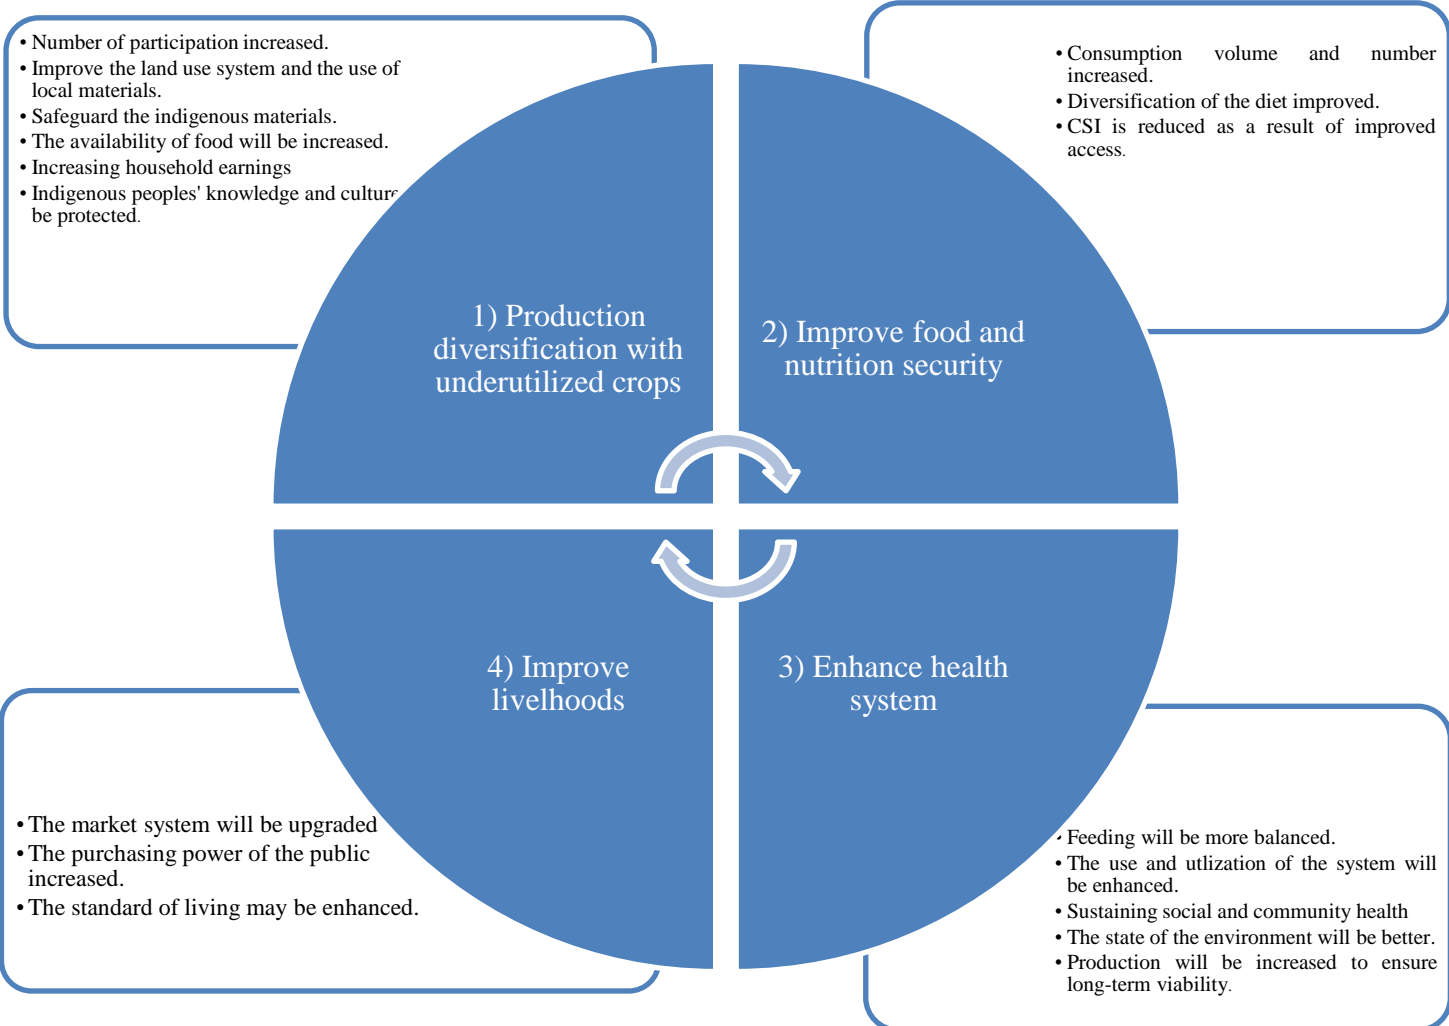 • Number of participation increased.
• Improve the land use system and the use of
local materials.
• Safeguard the indigenous materials.
• The availability of food will be increased.
• Increasing household earnings
• Indigenous peoples' knowledge and culture
be protected.
• Consumption volume and number
increased.
• Diversification of the diet improved.
• CSI is reduced as a result of improved
access.
1) Production
diversification with
underutilized crops
2) Improve food and
nutrition security
4) Improve
livelhoods
3) Enhance health
system
• The market system will be upgraded
• The purchasing power of the public
increased.
• The standard of living may be enhanced.
• Feeding will be more balanced.
• The use and utlization of the system will
be enhanced.
• Sustaining social and community health
• The state of the environment will be better.
• Production will be increased to ensure
long-term viability.